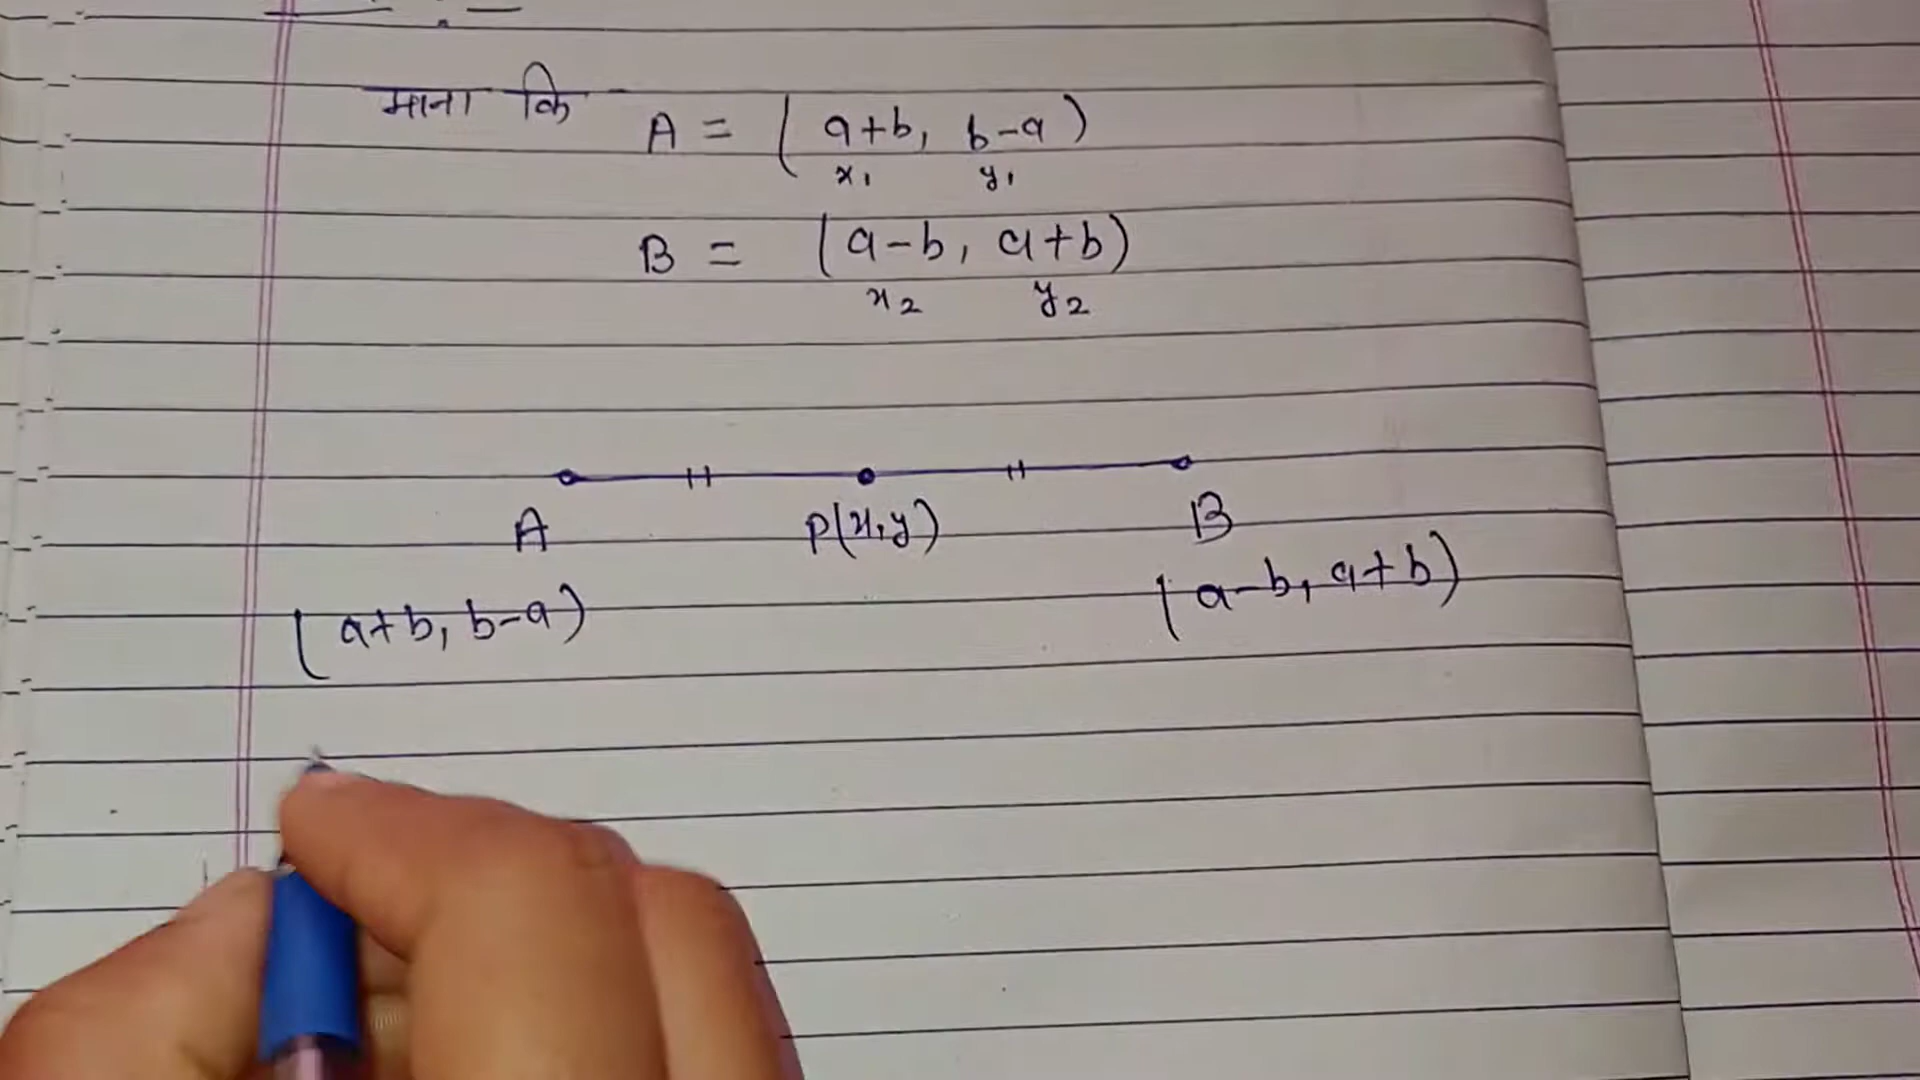 माना कि A = (a+b, b-a)
x₁ y₁
B = (a-b, a+b)
x₂ y₂
A P(x,y) B
(a+b, b-a) (a-b, a+b)